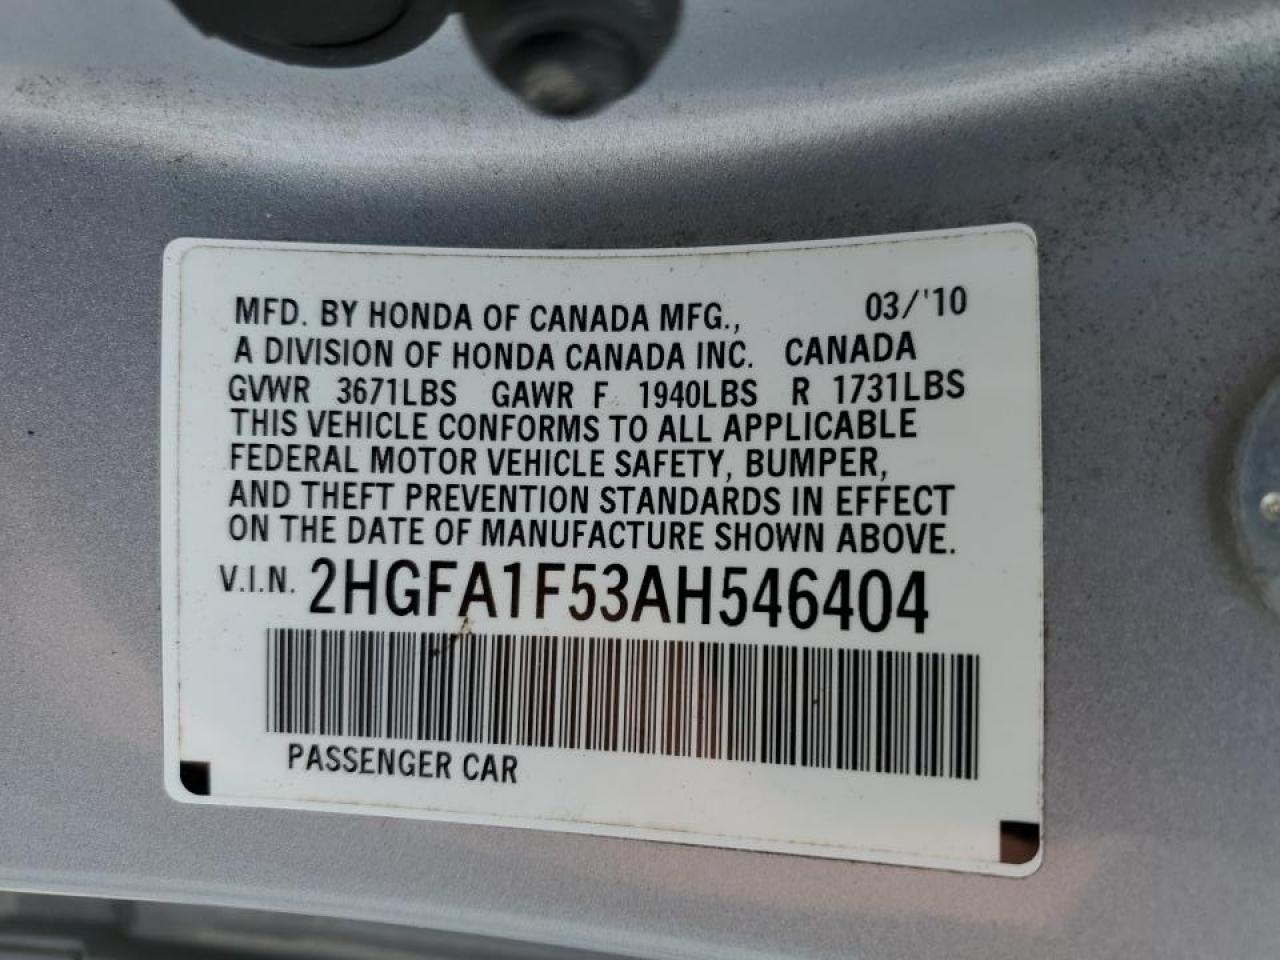 MFD. BY HONDA OF CANADA MFG., 03/'10
A DIVISION OF HONDA CANADA INC. CANADA
GVWR 3671LBS GAWR F 1940LBS R 1731LBS
THIS VEHICLE CONFORMS TO ALL APPLICABLE
FEDERAL MOTOR VEHICLE SAFETY, BUMPER,
AND THEFT PREVENTION STANDARDS IN EFFECT
ON THE DATE OF MANUFACTURE SHOWN ABOVE.
V.I.N. 2HGFA1F53AH546404
PASSENGER CAR